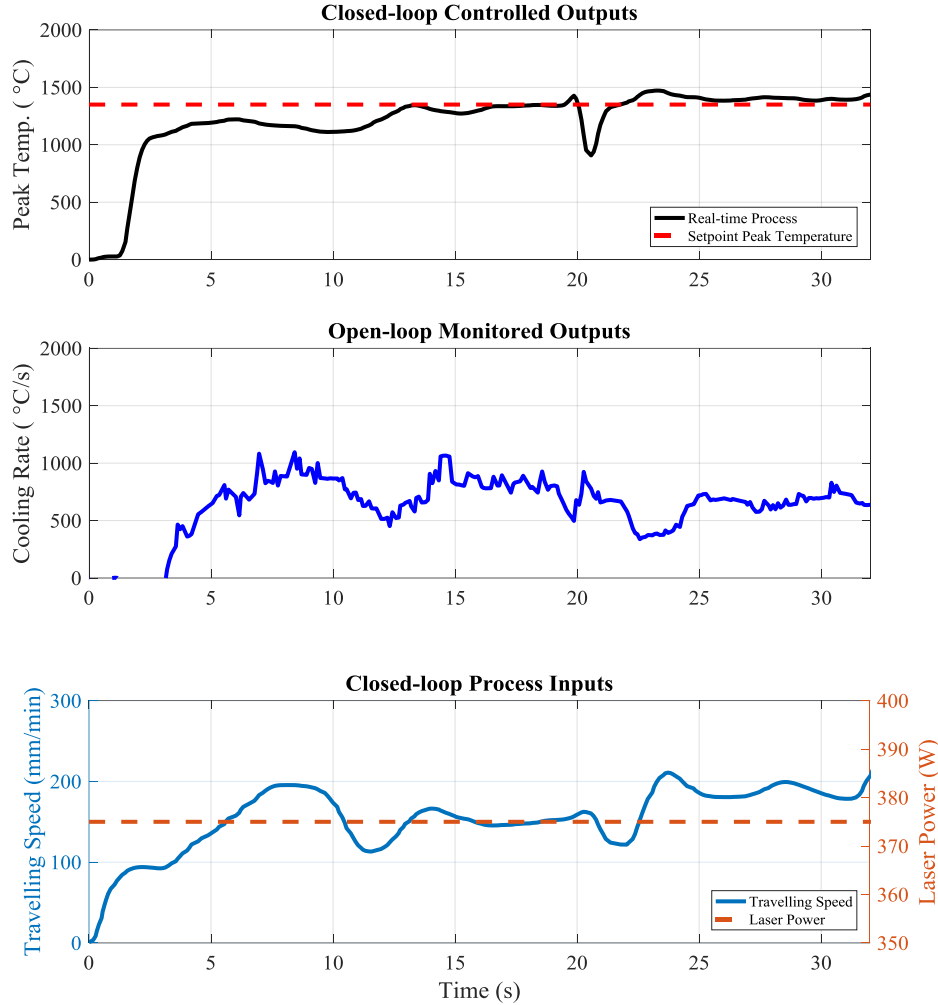 Closed-loop Controlled Outputs
2000
1500
1000
500
0
Peak Temp. ( °C)
Real-time Process
Setpoint Peak Temperature
0 5 10 15 20 25 30
Open-loop Monitored Outputs
2000
1500
1000
500
0
Cooling Rate ( °C/s)
0 5 10 15 20 25 30
Closed-loop Process Inputs
300
200
100
0
Travelling Speed (mm/min)
400
390
380
370
360
350
Laser Power (W)
Travelling Speed
Laser Power
0 5 10 15 20 25 30
Time (s)